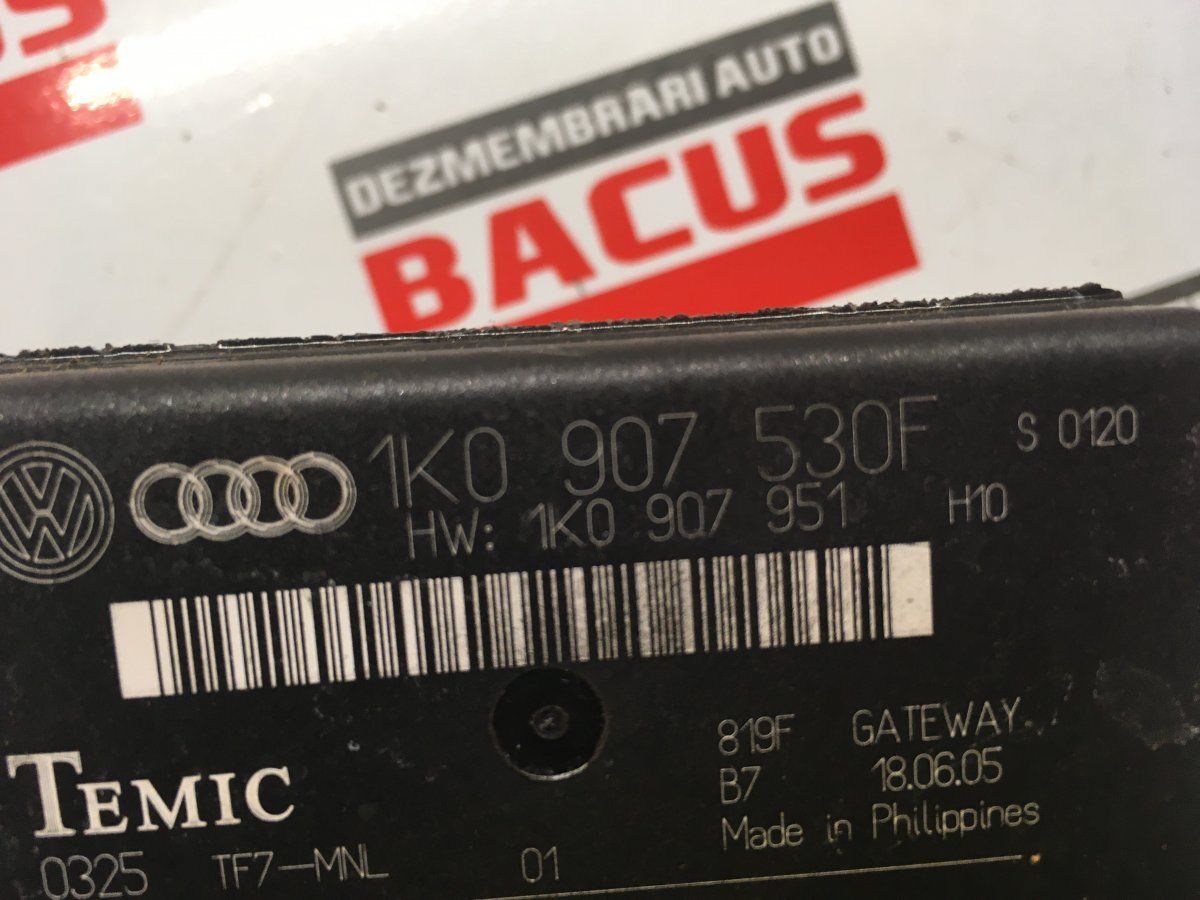 US
DEZMEMBRARI AUTO
BACUS
1K0 907 530F
S 0120
HW: 1K0 907 951
H10
TEMIC
819F GATEWAY
B7 18.06.05
Made in Philippines
0325 TF7-MNL 01